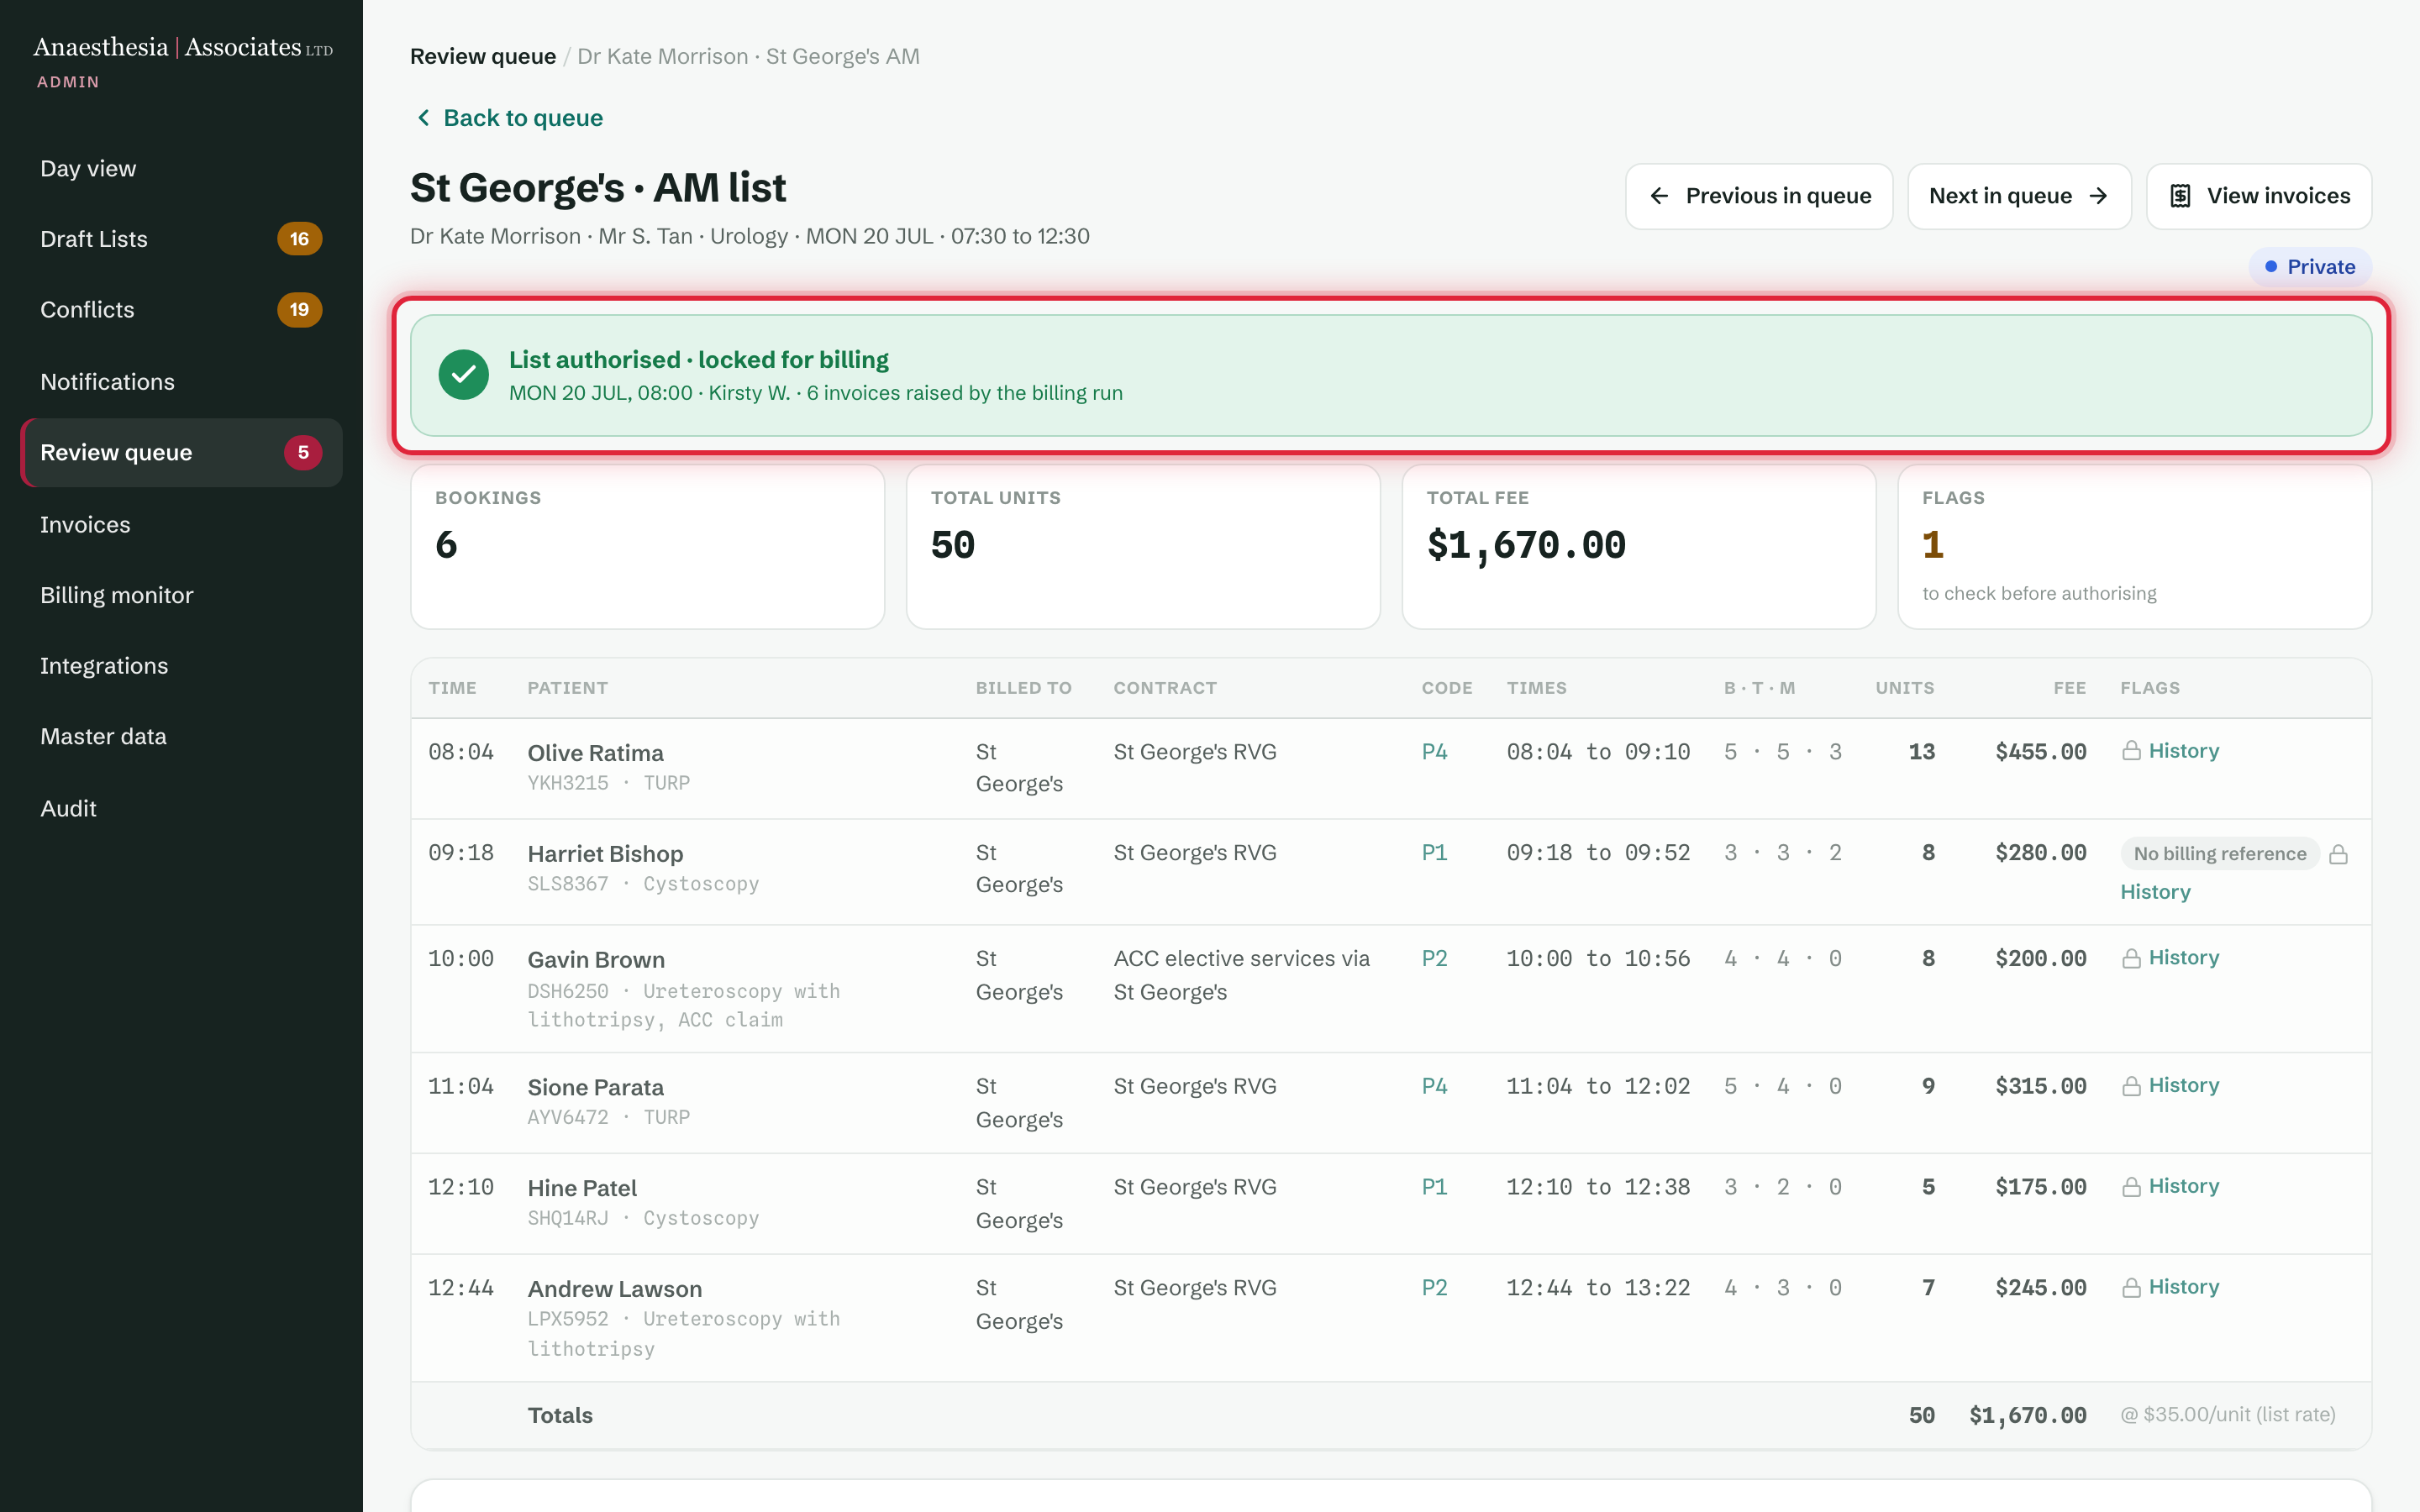 Anaesthesia | Associates LTD
ADMIN
Day view
Draft Lists 16
Conflicts 19
Notifications
Review queue 5
Invoices
Billing monitor
Integrations
Master data
Audit
Review queue / Dr Kate Morrison · St George's AM
Back to queue
St George's · AM list
Dr Kate Morrison · Mr S. Tan · Urology · MON 20 JUL · 07:30 to 12:30
Previous in queue
Next in queue
View invoices
Private
List authorised · locked for billing
MON 20 JUL, 08:00 · Kirsty W. · 6 invoices raised by the billing run
BOOKINGS
6
TOTAL UNITS
50
TOTAL FEE
$1,670.00
FLAGS
1
to check before authorising
TIME PATIENT BILLED TO CONTRACT CODE TIMES B · T · M UNITS FEE FLAGS
08:04 Olive Ratima St George's RVG P4 08:04 to 09:10 5 · 5 · 3 13 $455.00 History
YKH3215 · TURP
St
George's
09:18 Harriet Bishop St George's RVG P1 09:18 to 09:52 3 · 3 · 2 8 $280.00 No billing reference
SLS8367 · Cystoscopy
St
George's
History
10:00 Gavin Brown ACC elective services via P2 10:00 to 10:56 4 · 4 · 0 8 $200.00 History
DSH6250 · Ureteroscopy with
lithotripsy, ACC claim
St
George's
St George's
11:04 Sione Parata St George's RVG P4 11:04 to 12:02 5 · 4 · 0 9 $315.00 History
AYV6472 · TURP
St
George's
12:10 Hine Patel St George's RVG P1 12:10 to 12:38 3 · 2 · 0 5 $175.00 History
SHQ14RJ · Cystoscopy
St
George's
12:44 Andrew Lawson St George's RVG P2 12:44 to 13:22 4 · 3 · 0 7 $245.00 History
LPX5952 · Ureteroscopy with
lithotripsy
St
George's
Totals 50 $1,670.00 @ $35.00/unit (list rate)